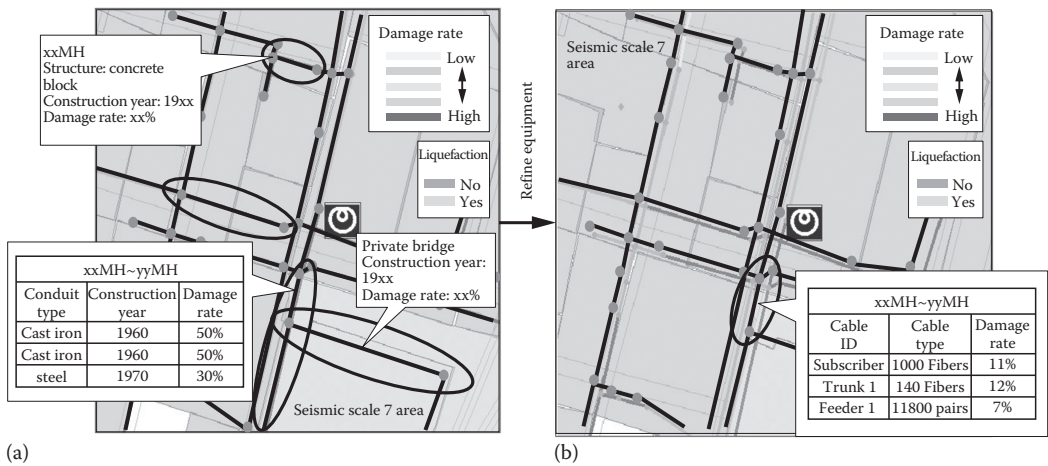 xxMH
Structure: concrete
block
Construction year: 19xx
Damage rate: xx%
Damage rate
Low
High
Liquefaction
No
Yes
Private bridge
Construction year:
19xx
Damage rate: xx%
xxMH~yyMH
Conduit type Construction year Damage rate
Cast iron 1960 50%
Cast iron 1960 50%
steel 1970 30%
Seismic scale 7 area
(a)
Refine equipment
Seismic scale 7
area
Damage rate
Low
High
Liquefaction
No
Yes
xxMH~yyMH
Cable ID Cable type Damage rate
Subscriber 1000 Fibers 11%
Trunk 1 140 Fibers 12%
Feeder 1 11800 pairs 7%
(b)